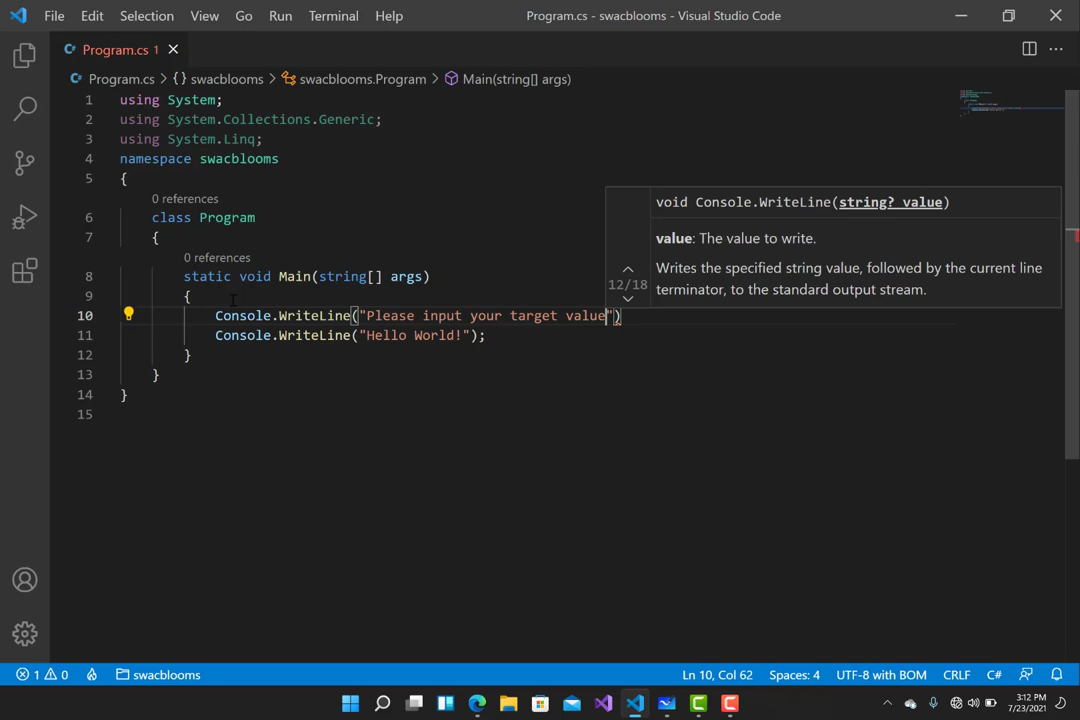 File Edit Selection View Go Run Terminal Help Program.cs - swacblooms - Visual Studio Code
Program.cs 1
Program.cs > {} swacblooms > swacblooms.Program > Main(string[] args)
1 using System;
2 using System.Collections.Generic;
3 using System.Linq;
4 namespace swacblooms
5 {
0 references
6 class Program
7 {
0 references
8 static void Main(string[] args)
9 {
10 Console.WriteLine("Please input your target value")
11 Console.WriteLine("Hello World!");
12 }
13 }
14 }
15
void Console.WriteLine(string? value)
value: The value to write.
12/18
Writes the specified string value, followed by the current line
terminator, to the standard output stream.
1 0 swacblooms Ln 10, Col 62 Spaces: 4 UTF-8 with BOM CRLF C#
3:12 PM
7/23/2021